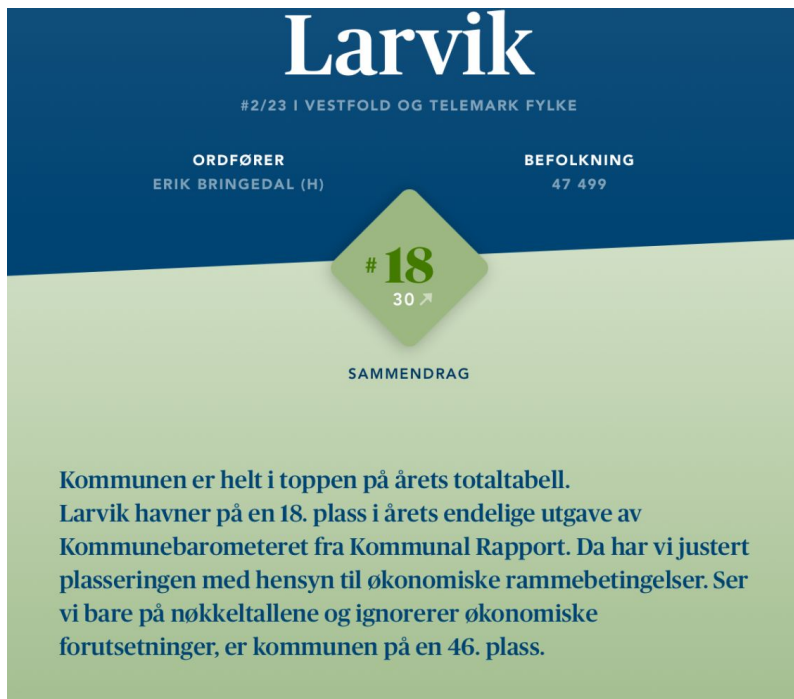 Larvik
#2/23 I VESTFOLD OG TELEMARK FYLKE
ORDFØRER
ERIK BRINGEDAL (H)
BEFOLKNING
47 499
#18
30 ↗
SAMMENDRAG
Kommunen er helt i toppen på årets totaltabell.
Larvik havner på en 18. plass i årets endelige utgave av
Kommunebarometeret fra Kommunal Rapport. Da har vi justert
plasseringen med hensyn til økonomiske rammebetingelser. Ser
vi bare på nøkkeltallene og ignorerer økonomiske
forutsetninger, er kommunen på en 46. plass.